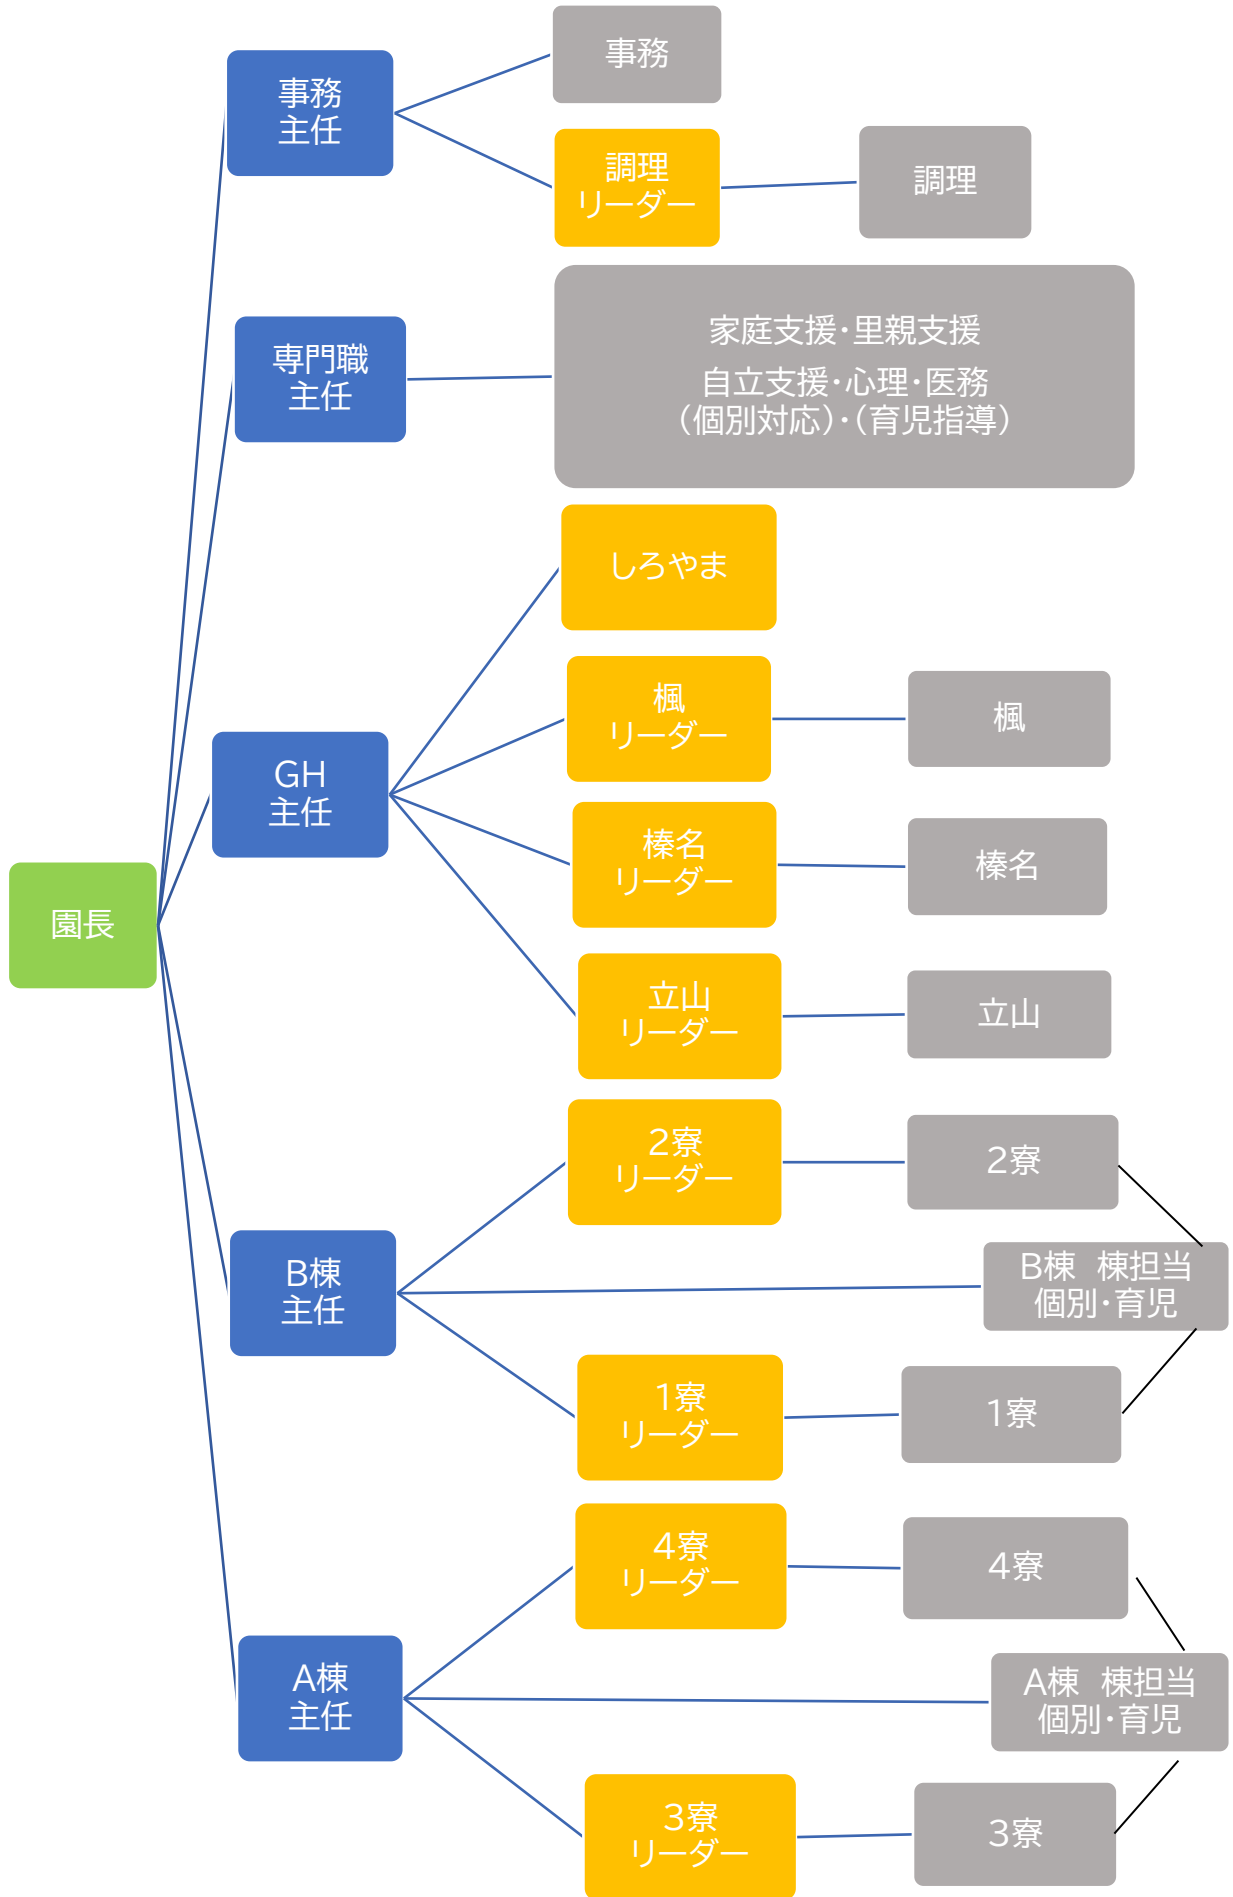 事務
主任
事務
調理
リーダー
調理
専門職
主任
家庭支援・里親支援
自立支援・心理・医務
（個別対応）・（育児指導）
園長
GH
主任
しろやま
楓
リーダー
楓
榛名
リーダー
榛名
立山
リーダー
立山
B棟
主任
2寮
リーダー
2寮
B棟　棟担当
個別・育児
1寮
リーダー
1寮
A棟
主任
4寮
リーダー
4寮
A棟　棟担当
個別・育児
3寮
リーダー
3寮